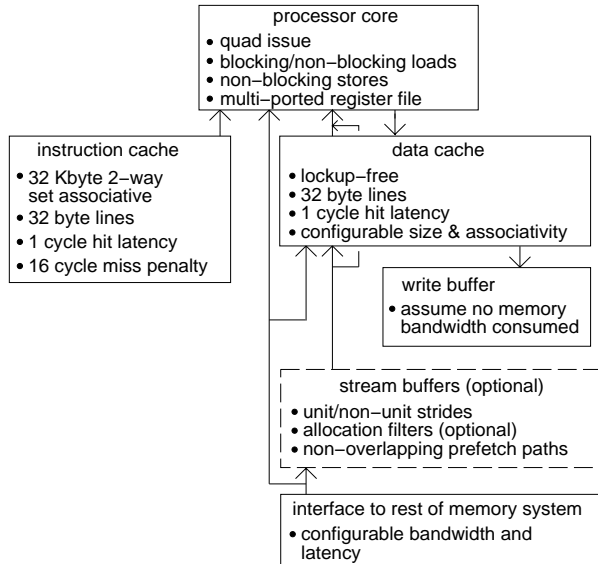 processor core
• quad issue
• blocking/non−blocking loads
• non−blocking stores
• multi−ported register file
instruction cache
• 32 Kbyte 2−way
set associative
• 32 byte lines
• 1 cycle hit latency
• 16 cycle miss penalty
data cache
• lockup−free
• 32 byte lines
• 1 cycle hit latency
• configurable size & associativity
write buffer
• assume no memory
bandwidth consumed
stream buffers (optional)
• unit/non−unit strides
• allocation filters (optional)
• non−overlapping prefetch paths
interface to rest of memory system
• configurable bandwidth and
latency